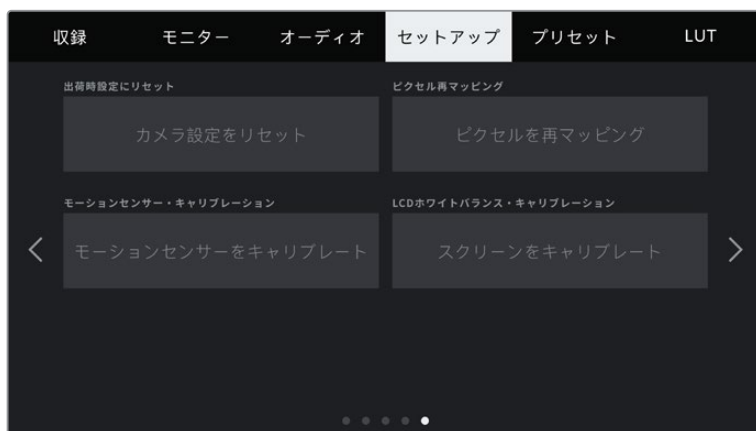 収録 モニター オーディオ セットアップ プリセット LUT
出荷時設定にリセット ピクセル再マッピング
カメラ設定をリセット ピクセルを再マッピング
モーションセンサー・キャリブレーション LCDホワイトバランス・キャリブレーション
モーションセンサーをキャリブレート スクリーンをキャリブレート